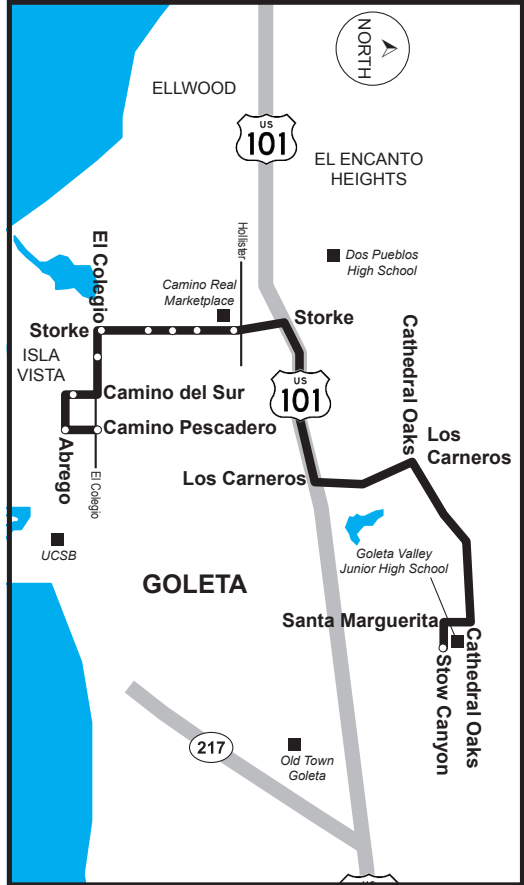 NORTH
ELLWOOD
US
101
EL ENCANTO
HEIGHTS
Hollister
Dos Pueblos
High School
El Colegio
Camino Real
Marketplace
Storke
Storke
Cathedral Oaks
ISLA
VISTA
US
101
Camino del Sur
Los
Carneros
Camino Pescadero
Abrego
El Colegio
Los Carneros
UCSB
Goleta Valley
Junior High School
GOLETA
Santa Marguerita
Cathedral Oaks
Stow Canyon
217
Old Town
Goleta
US